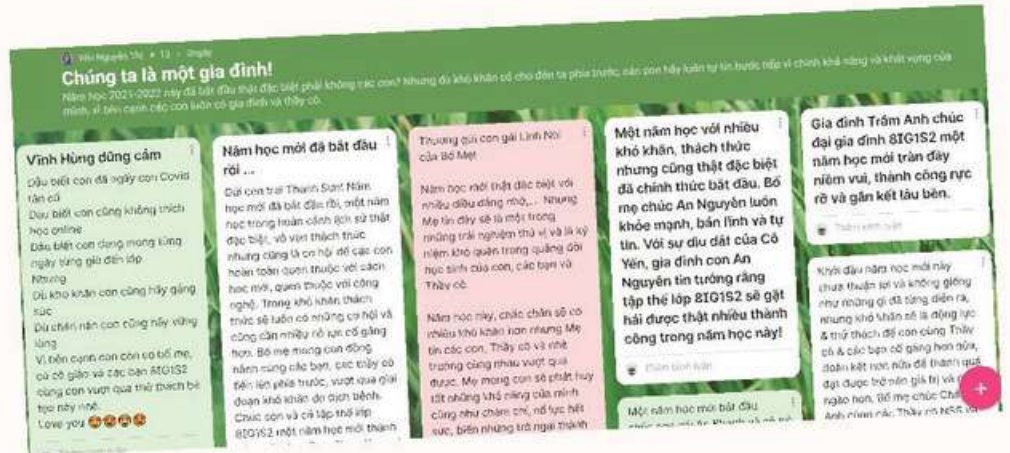 Yến Nguyễn Thị • 13 • 2ngày
Chúng ta là một gia đình!
Năm học 2021-2022 này đã bắt đầu thật đặc biệt phải không các con? Nhưng dù khó khăn có cho đến ta phía trước, các con hãy luôn tự tin bước tiếp vì chính khả năng và khát vọng của
mình, vì bên cạnh các con luôn có gia đình và thầy cô.
Vĩnh Hùng dũng cảm
Dẫu biết con đã ngấy con Covid
lắm cố
Dẫu biết con cũng không thích
học online
Dẫu biết con đang mong từng
ngày từng giờ đến lớp
Nhưng
Dù khó khăn con cũng hãy gắng
sức
Dù chán nản con cũng hãy vững
lòng
Vì bên cạnh con còn có bố mẹ,
có cô giáo và các bạn 8IG1S2
cùng con vượt qua thử thách bé
tẹo này nhé.
Love you 😍😍😍😍
Năm học mới đã bắt đầu
rồi ...
Gửi con trai Thanh Sơn! Năm
học mới đã bắt đầu rồi, một năm
học trong hoàn cảnh lịch sử thật
đặc biệt, vô vàn thách thức
nhưng cũng là cơ hội để các con
hoàn toàn quen thuộc với cách
học mới, quen thuộc với công
nghệ. Trong khó khăn thách
thức sẽ luôn có những cơ hội và
cũng cần nhiều nỗ lực cố gắng
hơn. Bố mẹ mong con đồng
hành cùng các bạn, các thầy cô
tiến lên phía trước, vượt qua giai
đoạn khó khăn do dịch bệnh.
Chúc con và cả tập thể lớp
8IG1S2 một năm học mới thành
Thương gửi con gái Linh Nói
của Bố Mẹ!
Năm học mới thật đặc biệt với
nhiều điều đáng nhớ,... Nhưng
Mẹ tin đây sẽ là một trong
những trải nghiệm thú vị và là kỷ
niệm khó quên trong quãng đời
học sinh của con, các bạn và
Thầy cô.
Năm học này, chắc chắn sẽ có
nhiều khó khăn hơn nhưng Mẹ
tin các con, Thầy cô và nhà
trường cùng nhau vượt qua
được. Mẹ mong con sẽ phát huy
tốt những khả năng của mình
cũng như chăm chỉ, nỗ lực hết
sức, biến những trở ngại thành
Một năm học với nhiều
khó khăn, thách thức
nhưng cũng thật đặc biệt
đã chính thức bắt đầu. Bố
mẹ chúc An Nguyên luôn
khỏe mạnh, bản lĩnh và tự
tin. Với sự dìu dắt của Cô
Yến, gia đình con An
Nguyên tin tưởng rằng
tập thể lớp 8IG1S2 sẽ gặt
hái được thật nhiều thành
công trong năm học này!
Thêm bình luận
Một năm học mới bắt đầu,
Gia đình Trâm Anh chúc
đại gia đình 8IG1S2 một
năm học mới tràn đầy
niềm vui, thành công rực
rỡ và gắn kết lâu bền.
Thêm bình luận
Khởi đầu năm học mới này
chưa thuận lợi và không giống
như những gì đã từng diễn ra,
nhưng khó khăn sẽ là động lực
& thử thách để con cùng Thầy
cô & các bạn cố gắng hơn nữa,
đoàn kết hơn nữa để thành quả
đạt được trở nên giá trị và
ngào hơn. Bố mẹ chúc
Anh cùng các Thầy cô NSS và